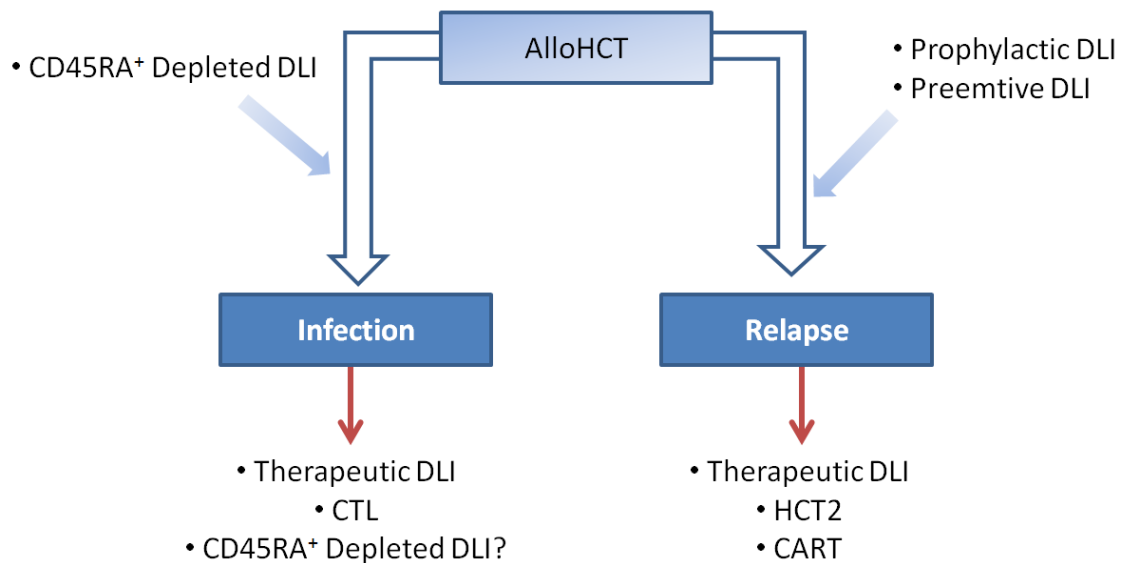 AlloHCT
• CD45RA⁺ Depleted DLI
• Prophylactic DLI
• Preemtive DLI
Infection
Relapse
• Therapeutic DLI
• CTL
• CD45RA⁺ Depleted DLI?
• Therapeutic DLI
• HCT2
• CART